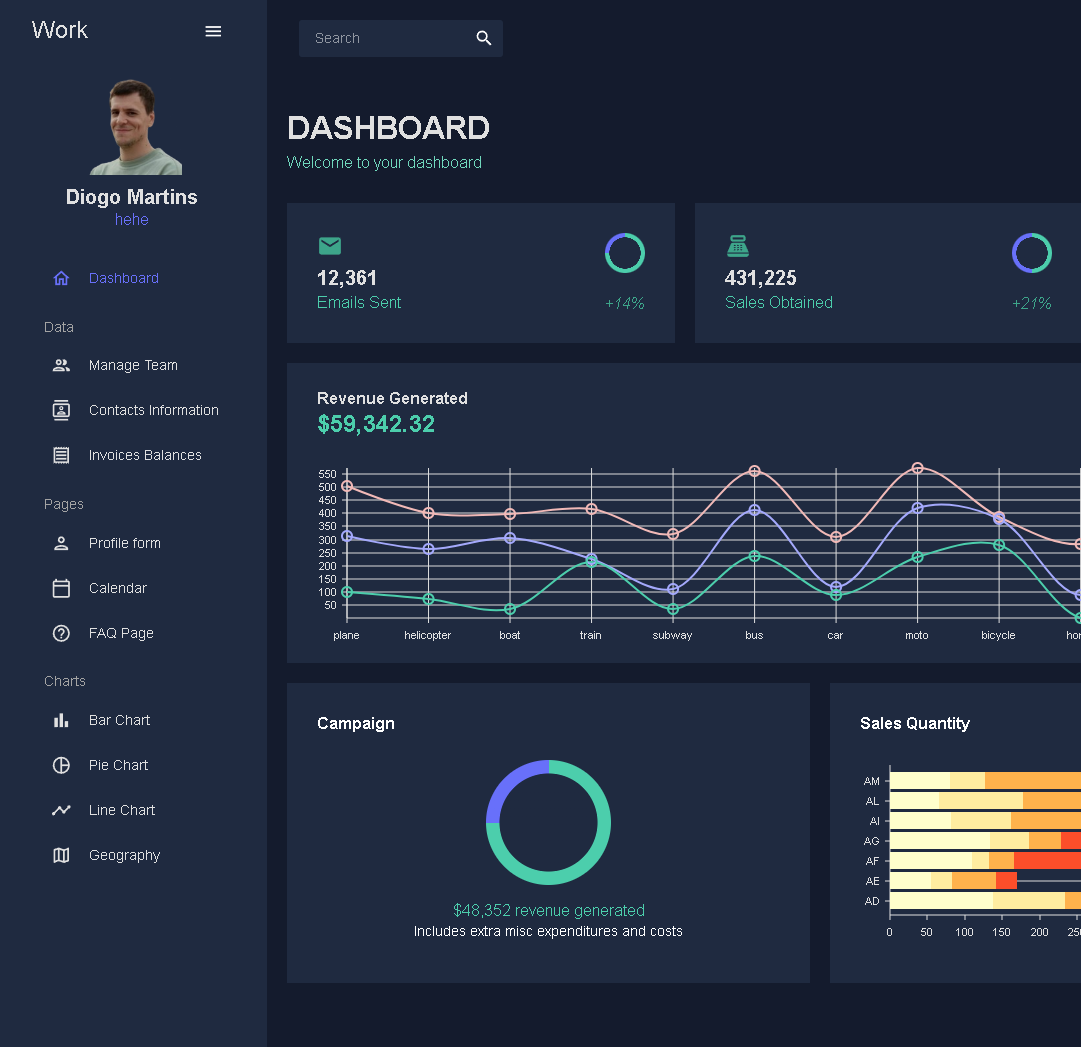 Work
Search
Diogo Martins
hehe
Dashboard
Data
Manage Team
Contacts Information
Invoices Balances
Pages
Profile form
Calendar
FAQ Page
Charts
Bar Chart
Pie Chart
Line Chart
Geography
DASHBOARD
Welcome to your dashboard
12,361
Emails Sent
+14%
431,225
Sales Obtained
+21%
Revenue Generated
$59,342.32
550
500
450
400
350
300
250
200
150
100
50
plane helicopter boat train subway bus car moto bicycle
Campaign
$48,352 revenue generated
Includes extra misc expenditures and costs
Sales Quantity
AM
AL
AI
AG
AF
AE
AD
0 50 100 150 200